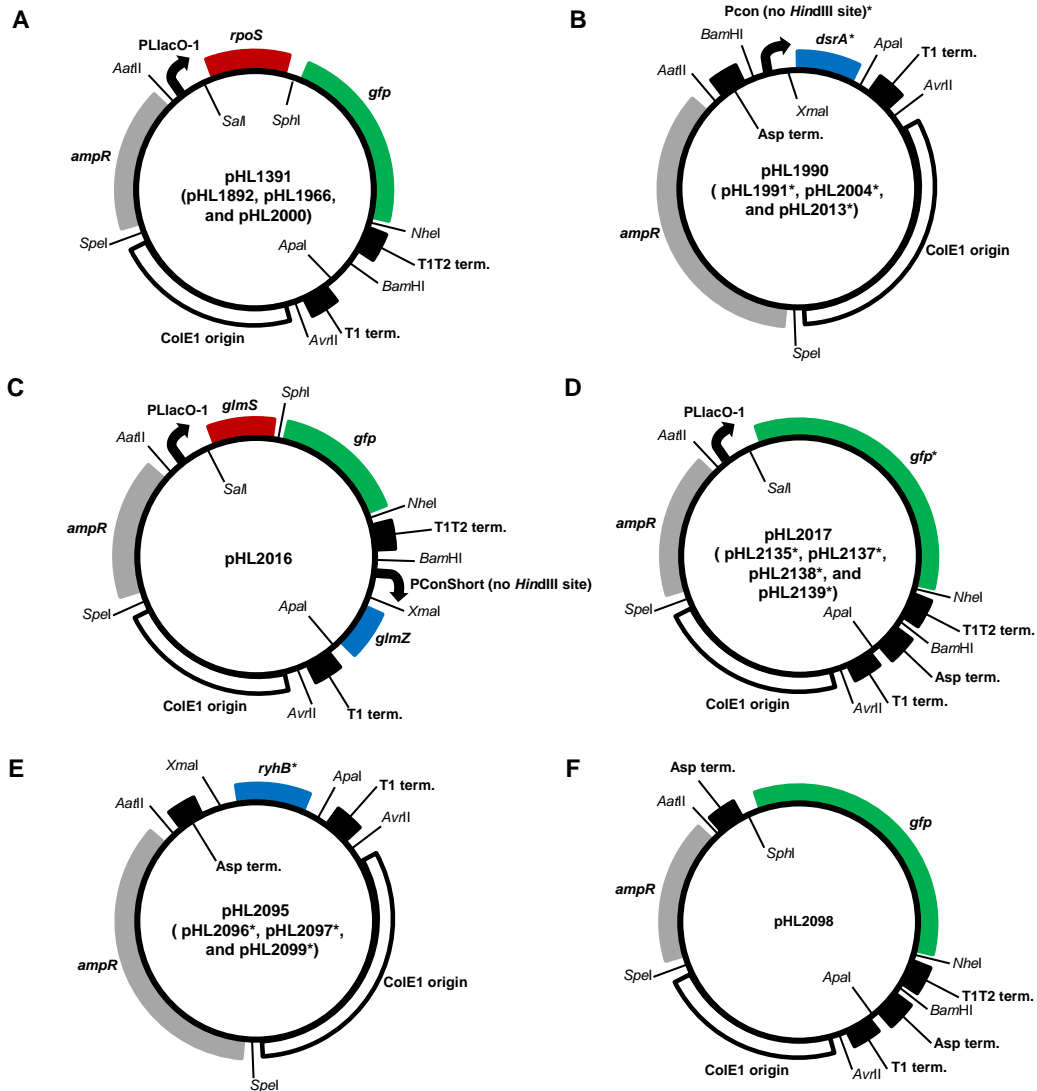 A
PLlacO-1
rpoS
AatII
gfp
SalI
SphI
ampR
pHL1391
(pHL1892, pHL1966,
and pHL2000)
SpeI
ApaI
NheI
T1T2 term.
BamHI
ColE1 origin
AvrII
T1 term.
B
Pcon (no HindIII site)*
BamHI
dsrA*
ApaI
T1 term.
AatII
AvrII
XmaI
Asp term.
pHL1990
( pHL1991*, pHL2004*,
and pHL2013*)
ampR
ColE1 origin
SpeI
C
SphI
PLlacO-1
glmS
AatII
gfp
SalI
NheI
ampR
T1T2 term.
pHL2016
BamHI
PConShort (no HindIII site)
SpeI
ApaI
XmaI
glmZ
ColE1 origin
AvrII
T1 term.
D
PLlacO-1
AatII
gfp*
SalI
ampR
pHL2017
( pHL2135*, pHL2137*,
pHL2138*, and
pHL2139*)
SpeI
ApaI
NheI
T1T2 term.
BamHI
Asp term.
ColE1 origin
AvrII
T1 term.
E
XmaI
ryhB*
ApaI
T1 term.
AatII
AvrII
Asp term.
pHL2095
( pHL2096*, pHL2097*,
and pHL2099*)
ampR
ColE1 origin
SpeI
F
Asp term.
AatII
gfp
SphI
ampR
pHL2098
SpeI
ApaI
NheI
T1T2 term.
BamHI
Asp term.
ColE1 origin
AvrII
T1 term.